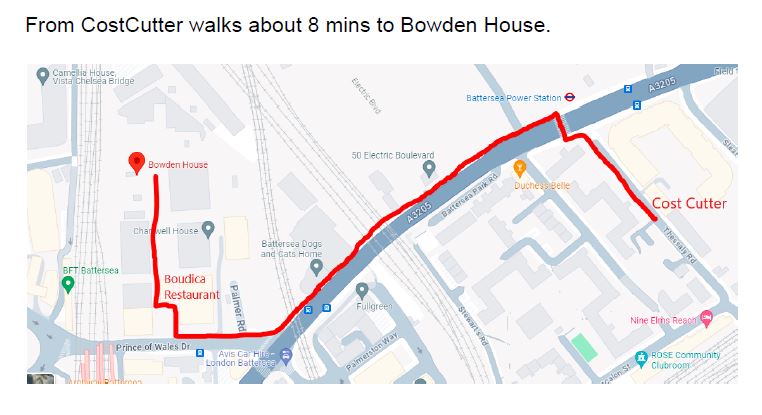 From CostCutter walks about 8 mins to Bowden House.
Camellia House,
Vista Chelsea Bridge
Electric Blvd
Battersea Power Station
A3205
Field
Bowden House
50 Electric Boulevard
Duchess Belle
Battersea Park Rd
A3205
Cost Cutter
Thessaly Rd
Chadwell House
Battersea Dogs
and Cats Home
BFT Battersea
Boudica
Restaurant
Palmer Rd
Fullgreen
Stewarts Rd
Nine Elms Reach
Prince of Wales Dr
Avis Car Hire -
London Battersea
Palmerston Way
ROSE Community
Clubroom